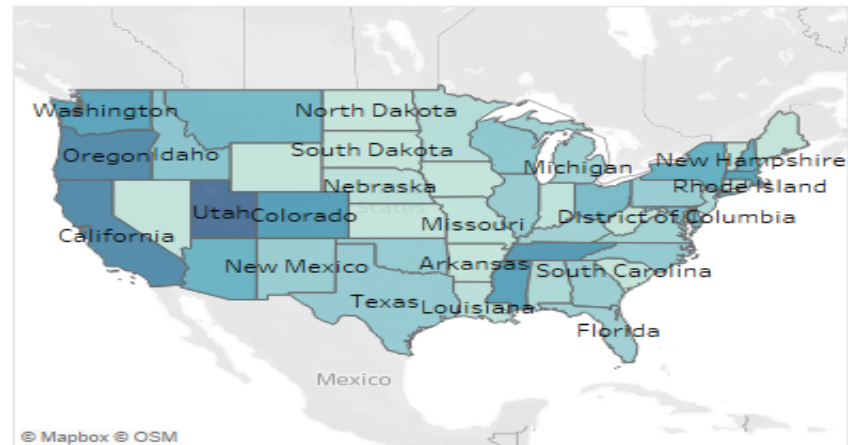 Washington
North Dakota
Oregon
Idaho
South Dakota
Michigan
New Hampshire
Nebraska
Rhode Island
Utah
Colorado
States
California
Missouri
District of Columbia
New Mexico
Arkansas
South Carolina
Texas
Louisiana
Florida
Mexico
© Mapbox © OSM